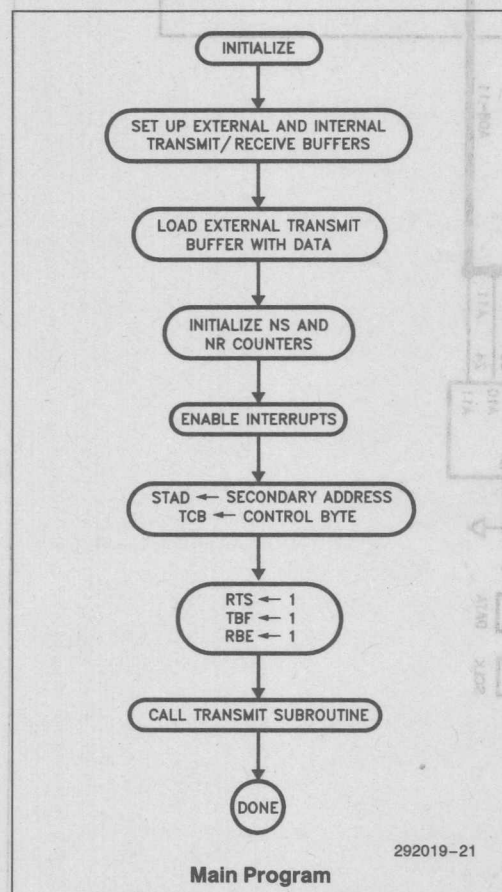 INITIALIZE
SET UP EXTERNAL AND INTERNAL
TRANSMIT/RECEIVE BUFFERS
LOAD EXTERNAL TRANSMIT
BUFFER WITH DATA
INITIALIZE NS AND
NR COUNTERS
ENABLE INTERRUPTS
STAD ← SECONDARY ADDRESS
TCB ← CONTROL BYTE
RTS ← 1
TBF ← 1
RBE ← 1
CALL TRANSMIT SUBROUTINE
DONE
292019-21
Main Program